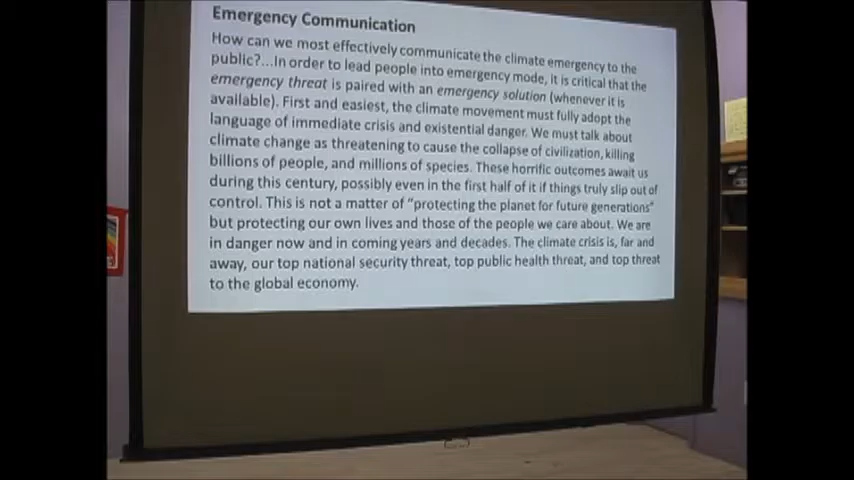 Emergency Communication
How can we most effectively communicate the climate emergency to the
public?...In order to lead people into emergency mode, it is critical that the
emergency threat is paired with an emergency solution (whenever it is
available). First and easiest, the climate movement must fully adopt the
language of immediate crisis and existential danger. We must talk about
climate change as threatening to cause the collapse of civilization, killing
billions of people, and millions of species. These horrific outcomes await us
during this century, possibly even in the first half of it if things truly slip out of
control. This is not a matter of “protecting the planet for future generations”
but protecting our own lives and those of the people we care about. We are
in danger now and in coming years and decades. The climate crisis is, far and
away, our top national security threat, top public health threat, and top threat
to the global economy.